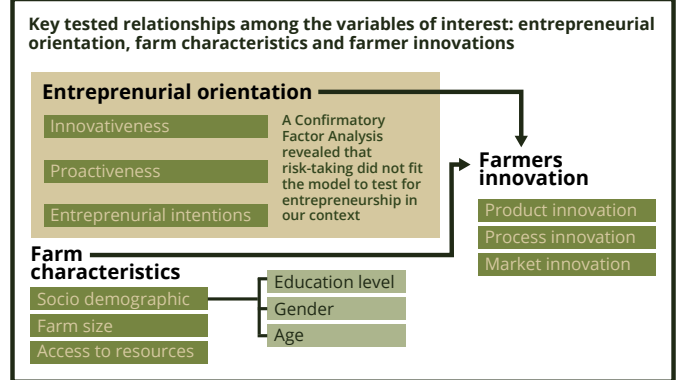 Key tested relationships among the variables of interest: entrepreneurial
orientation, farm characteristics and farmer innovations
Entreprenurial orientation
Innovativeness
Proactiveness
Entreprenurial intentions
A Confirmatory
Factor Analysis
revealed that
risk-taking did not fit
the model to test for
entrepreneurship in
our context
Farmers
innovation
Product innovation
Process innovation
Market innovation
Farm
characteristics
Socio demographic
Farm size
Access to resources
Education level
Gender
Age